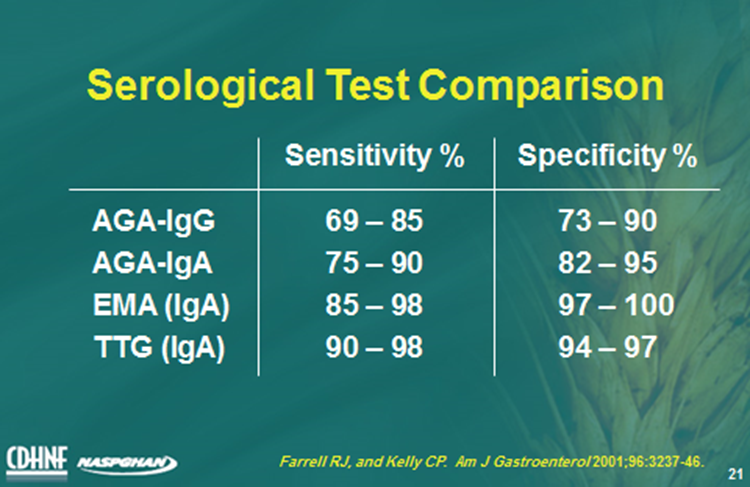 Serological Test Comparison
Sensitivity % Specificity %
AGA-IgG 69 – 85 73 – 90
AGA-IgA 75 – 90 82 – 95
EMA (IgA) 85 – 98 97 – 100
TTG (IgA) 90 – 98 94 – 97
CDHNF NASPGHAN Farrell RJ, and Kelly CP. Am J Gastroenterol 2001;96:3237-46.
21